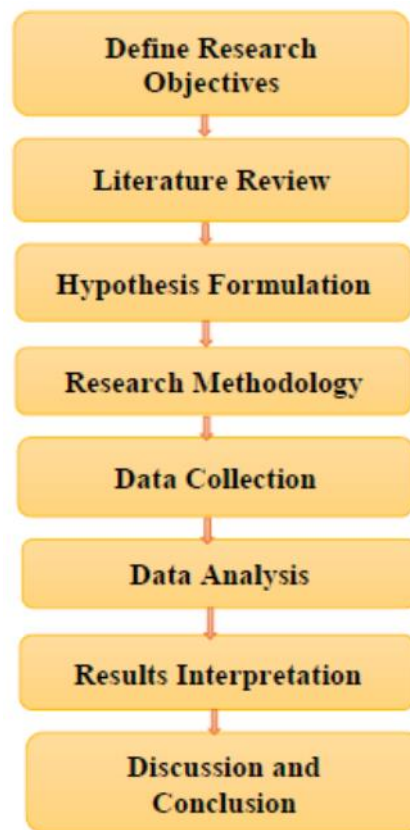 Define Research
Objectives
Literature Review
Hypothesis Formulation
Research Methodology
Data Collection
Data Analysis
Results Interpretation
Discussion and
Conclusion